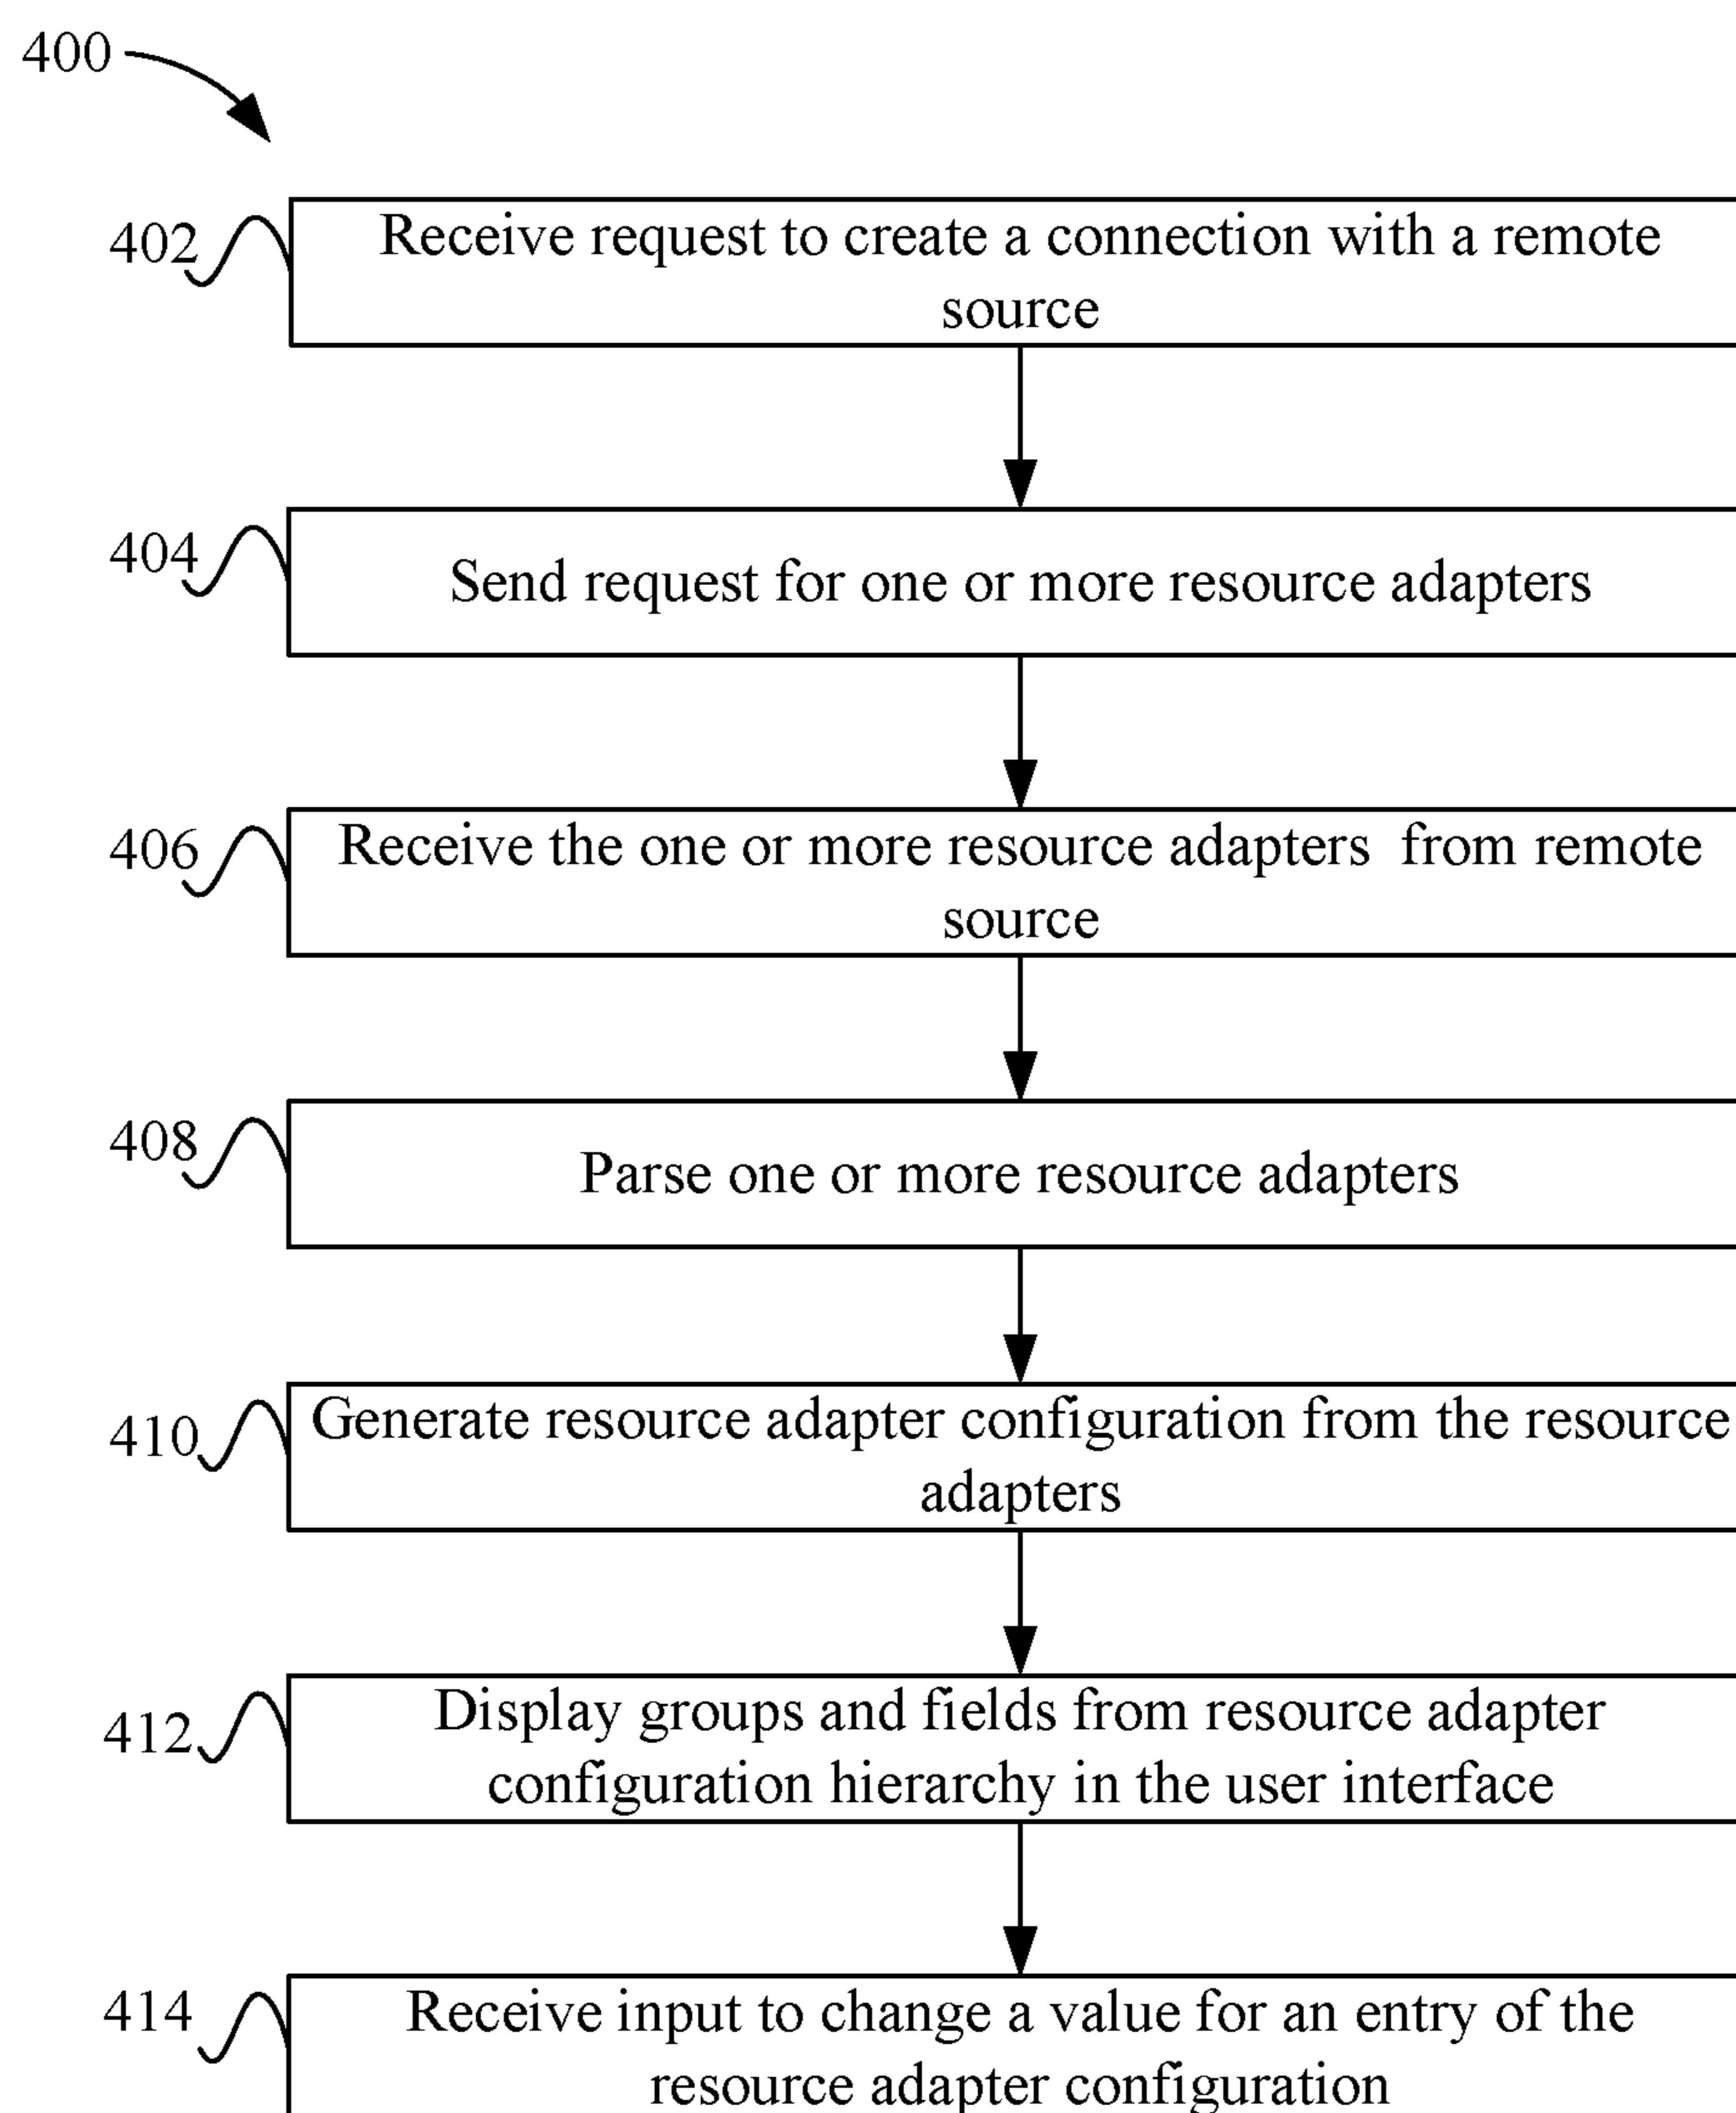 400
402
Receive request to create a connection with a remote
source
404
Send request for one or more resource adapters
406
Receive the one or more resource adapters from remote
source
408
Parse one or more resource adapters
410
Generate resource adapter configuration from the resource
adapters
412
Display groups and fields from resource adapter
configuration hierarchy in the user interface
414
Receive input to change a value for an entry of the
resource adapter configuration